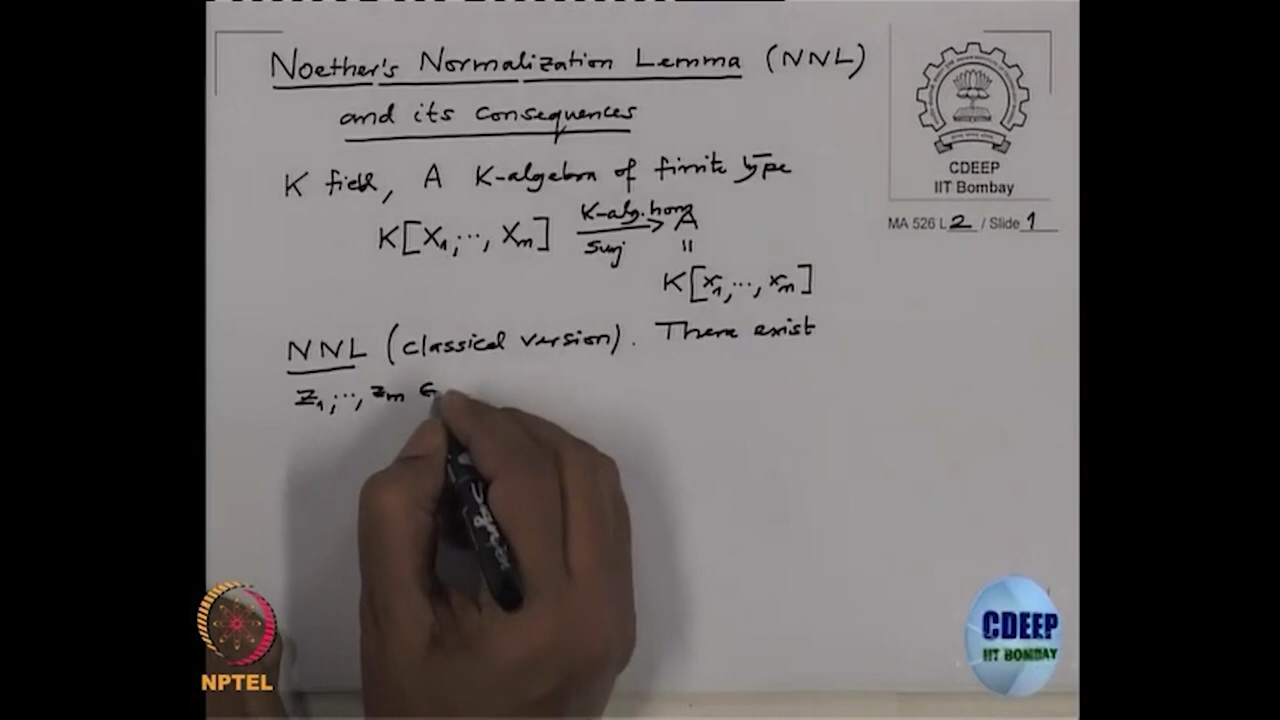 Noether's Normalization Lemma (NNL)
and its consequences
K field, A K-algebra of finite type
K[X₁,⋯,Xₙ] K-alg. hom → surj A
=
K[x₁,⋯,xₙ]
NNL (classical version). There exist
z₁,⋯,zₘ ∈
CDEEP
IIT Bombay
MA 526 L 2 / Slide 1
NPTEL
CDEEP
IIT BOMBAY